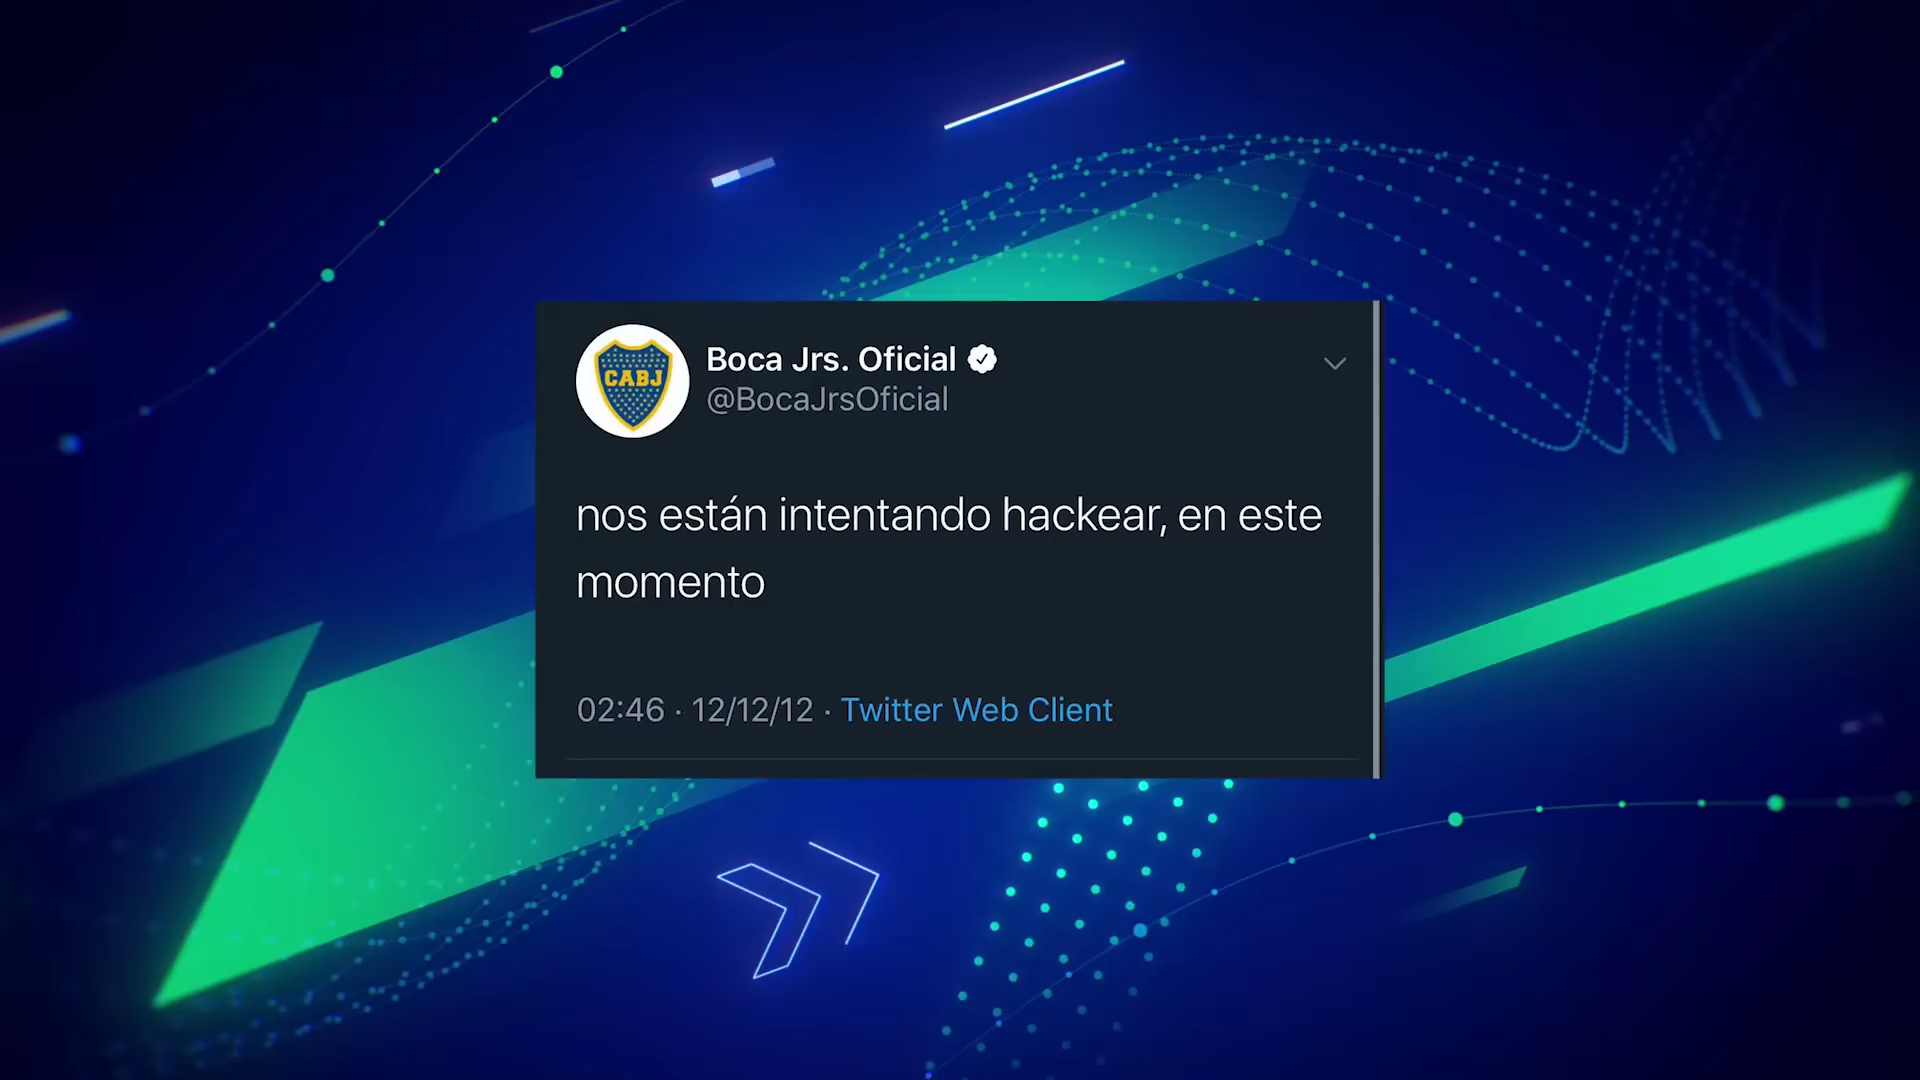 CABJ
Boca Jrs. Oficial
@BocaJrsOficial
nos están intentando hackear, en este
momento
02:46 · 12/12/12 · Twitter Web Client